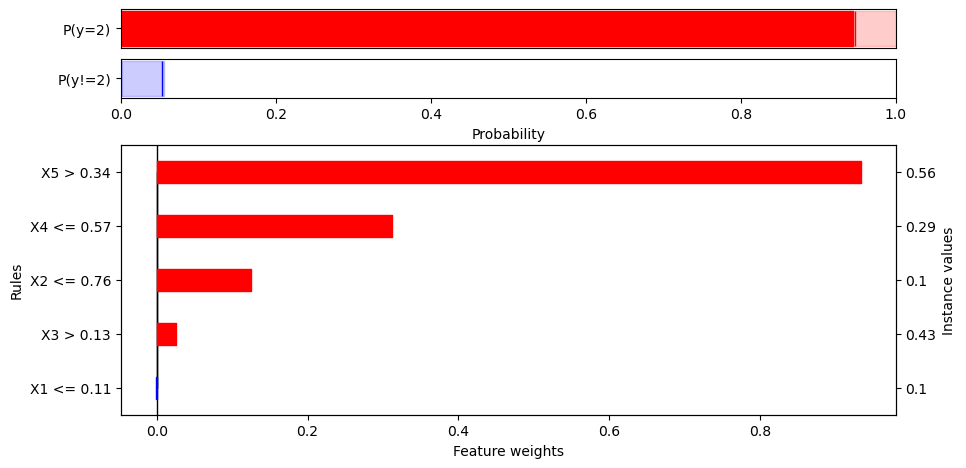 P(y=2)
P(y!=2)
0.0 0.2 0.4 0.6 0.8 1.0
Probability
X5 > 0.34 0.56
X4 <= 0.57 0.29
X2 <= 0.76 0.1
X3 > 0.13 0.43
X1 <= 0.11 0.1
Rules
Instance values
0.0 0.2 0.4 0.6 0.8
Feature weights